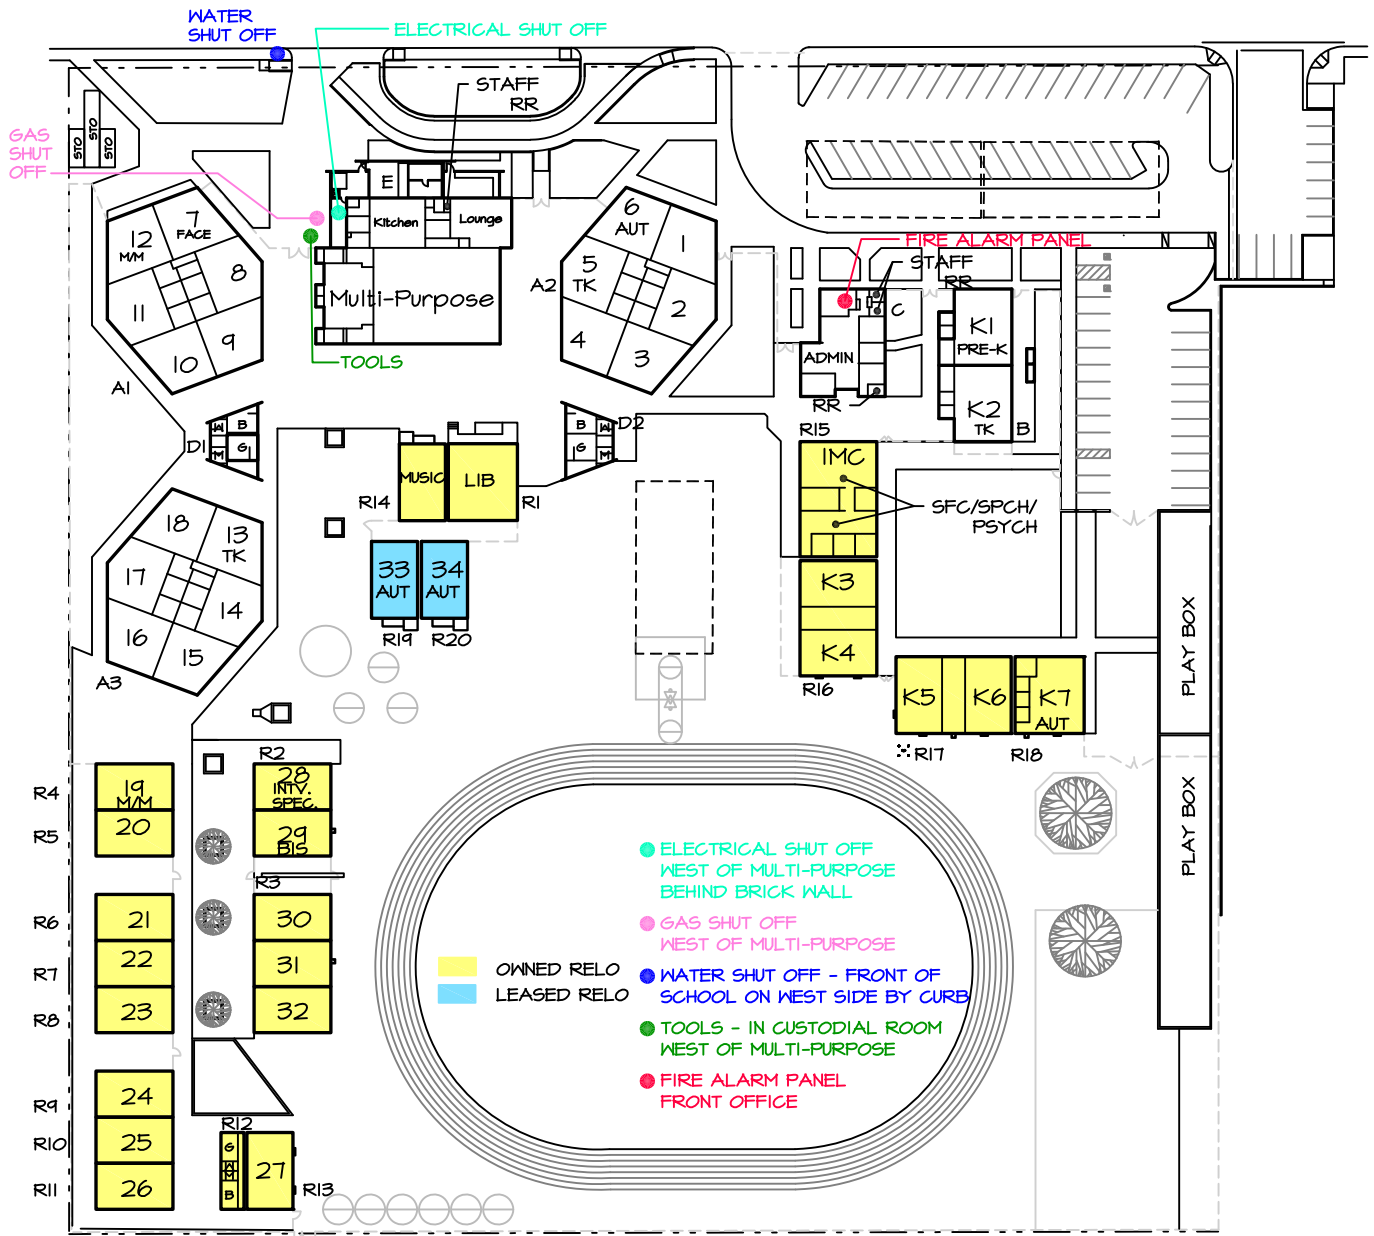 WATER
SHUT OFF
ELECTRICAL SHUT OFF
STAFF
RR
GAS
SHUT
OFF
STO
STO
STO
E
Kitchen
Lounge
Multi-Purpose
TOOLS
7
FACE
12
M/M
8
11
9
10
A1
6
AUT
1
5
TK
2
4
3
A2
FIRE ALARM PANEL
STAFF
RR
C
ADMIN
RR
K1
PRE-K
K2
TK
B
D1
W
M
B
G
D2
B
G
W
M
MUSIC
LIB
R14
R1
R15
IMC
SFC/SPCH/
PSYCH
K3
K4
R16
18
13
TK
17
14
16
15
A3
33
AUT
34
AUT
R19
R20
K5
K6
K7
AUT
R17
R18
PLAY BOX
PLAY BOX
R2
R4
19
M/M
28
INTV.
SPEC.
R5
20
29
BIS
R3
R6
21
30
R7
22
31
R8
23
32
R9
24
R10
25
R11
26
R12
G
W
M
B
27
R13
OWNED RELO
LEASED RELO
ELECTRICAL SHUT OFF
WEST OF MULTI-PURPOSE
BEHIND BRICK WALL
GAS SHUT OFF
WEST OF MULTI-PURPOSE
WATER SHUT OFF - FRONT OF
SCHOOL ON WEST SIDE BY CURB
TOOLS - IN CUSTODIAL ROOM
WEST OF MULTI-PURPOSE
FIRE ALARM PANEL
FRONT OFFICE